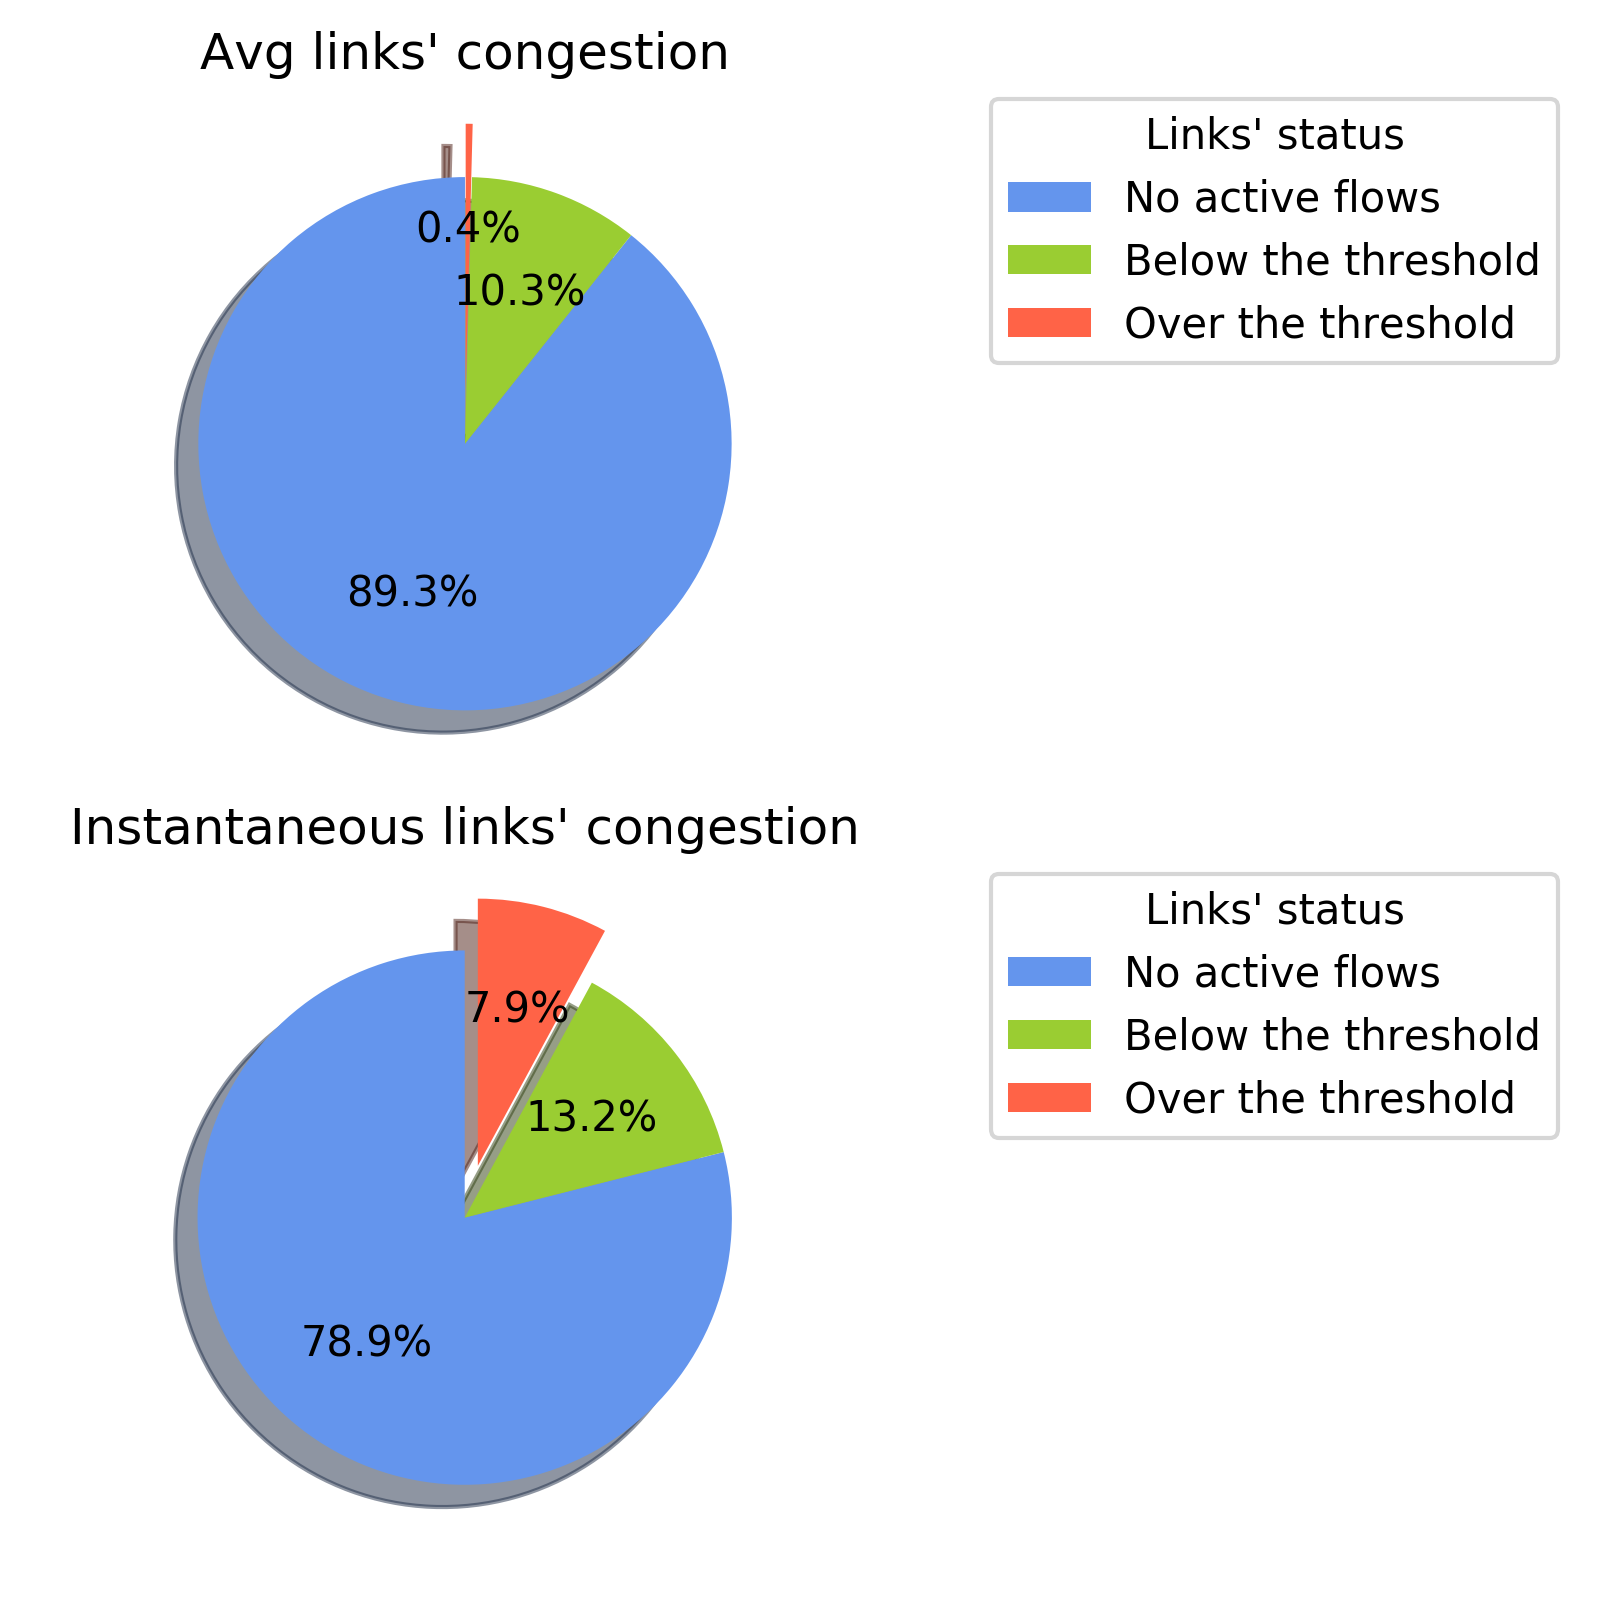 Avg links' congestion
Links' status
No active flows
Below the threshold
Over the threshold
0.4%
10.3%
89.3%
Instantaneous links' congestion
Links' status
No active flows
Below the threshold
Over the threshold
7.9%
13.2%
78.9%